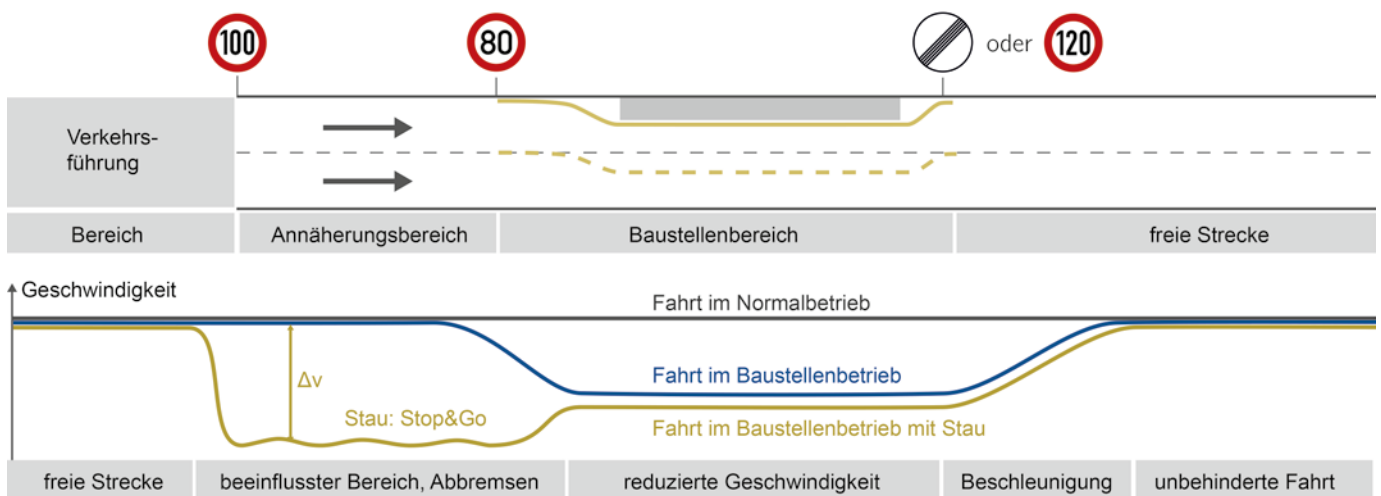 100
80
oder
120
Verkehrs-
führung
Bereich
Annäherungsbereich
Baustellenbereich
freie Strecke
Geschwindigkeit
Fahrt im Normalbetrieb
Δv
Fahrt im Baustellenbetrieb
Stau: Stop&Go
Fahrt im Baustellenbetrieb mit Stau
freie Strecke
beeinflusster Bereich, Abbremsen
reduzierte Geschwindigkeit
Beschleunigung
unbehinderte Fahrt